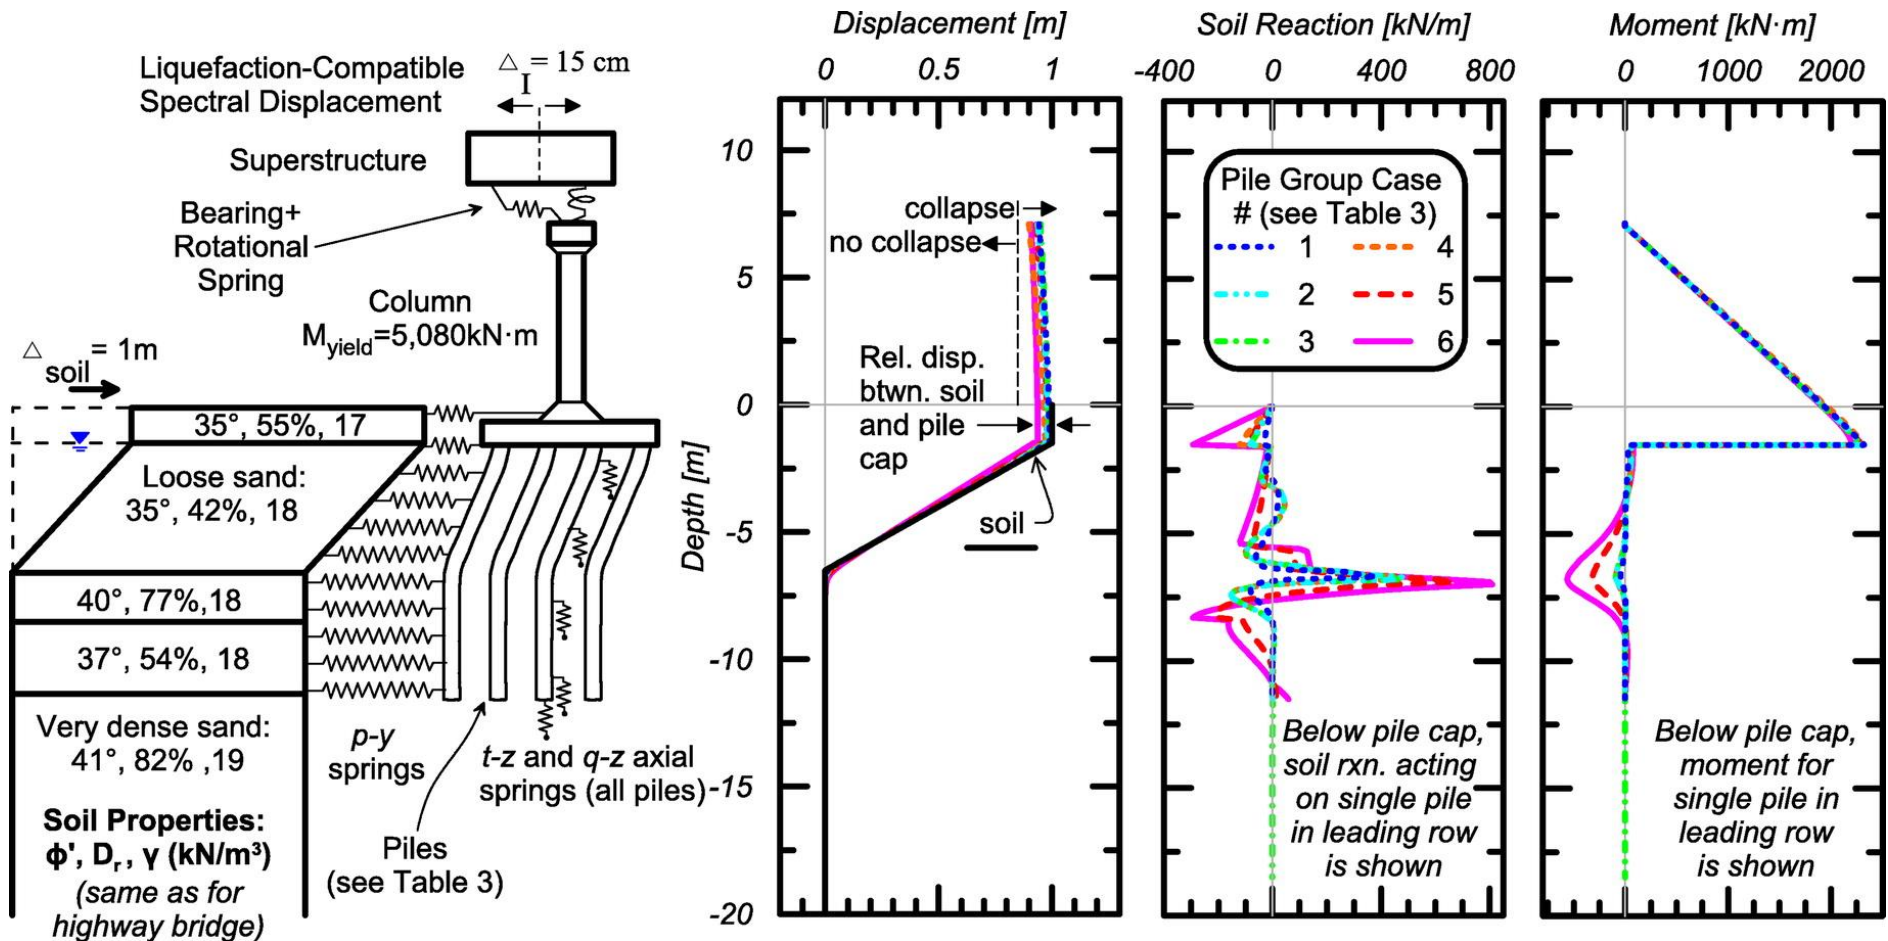 Liquefaction-Compatible
Spectral Displacement
△I = 15 cm
Superstructure
Bearing+
Rotational
Spring
Column
Myield=5,080kN·m
△soil = 1m
35°, 55%, 17
Loose sand:
35°, 42%, 18
40°, 77%,18
37°, 54%, 18
Very dense sand:
41°, 82% ,19
Soil Properties:
ϕ', Dr, γ (kN/m³)
(same as for
highway bridge)
p-y
springs
Piles
(see Table 3)
t-z and q-z axial
springs (all piles)
Displacement [m]
0 0.5 1
Depth [m]
10
5
0
-5
-10
-15
-20
collapse
no collapse
Rel. disp.
btwn. soil
and pile
cap
soil
Soil Reaction [kN/m]
-400 0 400 800
Pile Group Case
# (see Table 3)
1 4
2 5
3 6
Below pile cap,
soil rxn. acting
on single pile
in leading row
is shown
Moment [kN·m]
0 1000 2000
Below pile cap,
moment for
single pile in
leading row
is shown